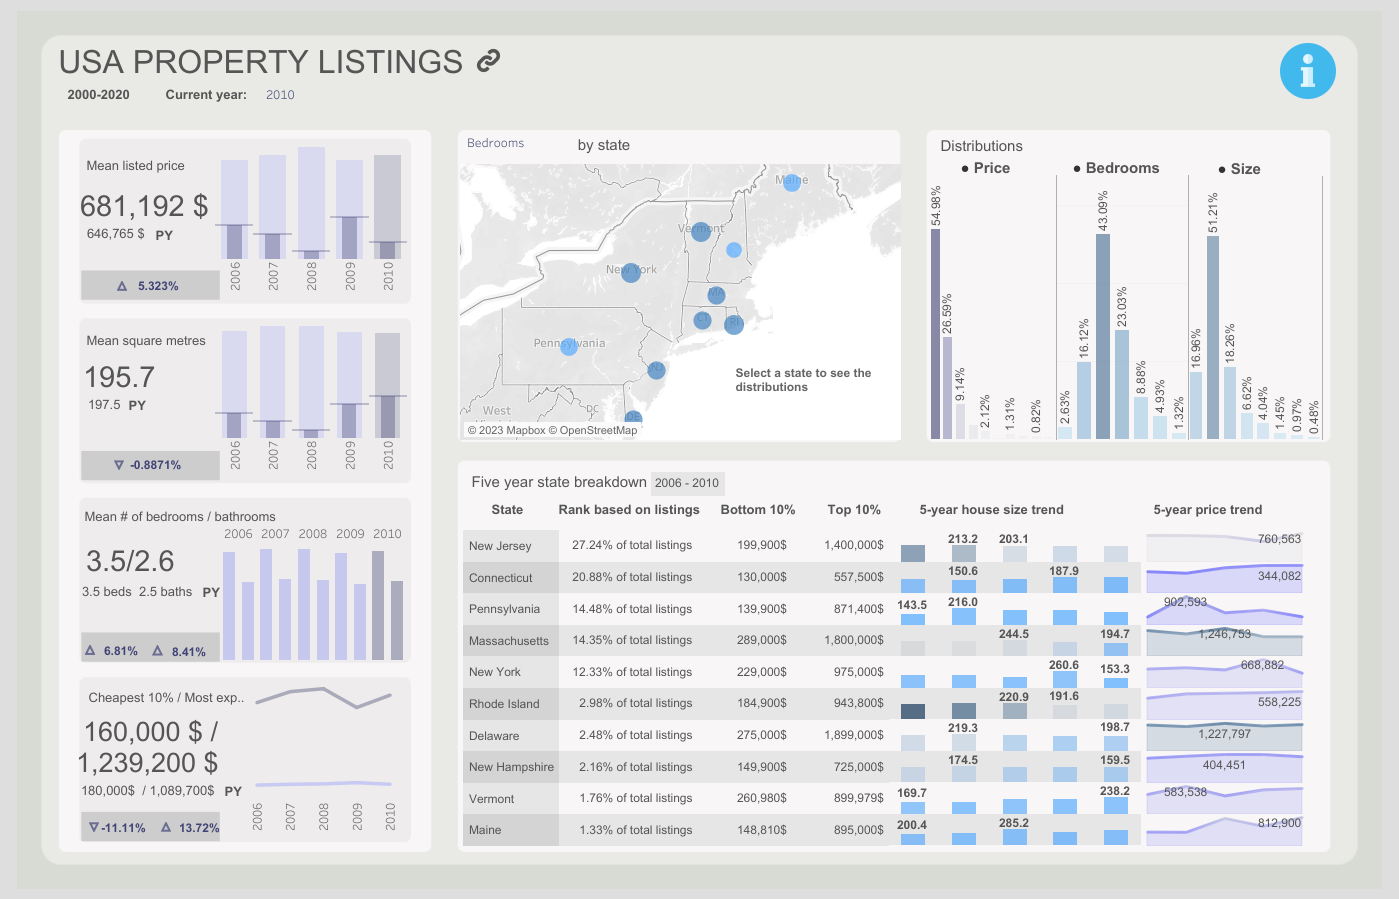 USA PROPERTY LISTINGS
2000-2020 Current year: 2010
Mean listed price
681,192 $
646,765 $ PY
5.323%
2006 2007 2008 2009 2010
Mean square metres
195.7
197.5 PY
-0.8871%
2006 2007 2008 2009 2010
Mean # of bedrooms / bathrooms
2006 2007 2008 2009 2010
3.5/2.6
3.5 beds 2.5 baths PY
6.81% 8.41%
Cheapest 10% / Most exp..
160,000 $ /
1,239,200 $
180,000$ / 1,089,700$ PY
-11.11% 13.72%
2006 2007 2008 2009 2010
Bedrooms by state
Maine
Vermont
New York
MA
CT RI
Pennsylvania
NJ
West DC DE
Select a state to see the
distributions
© 2023 Mapbox © OpenStreetMap
Distributions
● Price ● Bedrooms ● Size
54.98% 26.59% 9.14% 2.12% 1.31% 0.82%
2.63% 16.12% 43.09% 23.03% 8.88% 4.93% 1.32%
16.96% 51.21% 18.26% 6.62% 4.04% 1.45% 0.97% 0.48%
Five year state breakdown 2006 - 2010
State Rank based on listings Bottom 10% Top 10% 5-year house size trend 5-year price trend
New Jersey 27.24% of total listings 199,900$ 1,400,000$ 213.2 203.1 760,563
Connecticut 20.88% of total listings 130,000$ 557,500$ 150.6 187.9 344,082
Pennsylvania 14.48% of total listings 139,900$ 871,400$ 143.5 216.0 902,593
Massachusetts 14.35% of total listings 289,000$ 1,800,000$ 244.5 194.7 1,246,753
New York 12.33% of total listings 229,000$ 975,000$ 260.6 153.3 668,882
Rhode Island 2.98% of total listings 184,900$ 943,800$ 220.9 191.6 558,225
Delaware 2.48% of total listings 275,000$ 1,899,000$ 219.3 198.7 1,227,797
New Hampshire 2.16% of total listings 149,900$ 725,000$ 174.5 159.5 404,451
Vermont 1.76% of total listings 260,980$ 899,979$ 169.7 238.2 583,538
Maine 1.33% of total listings 148,810$ 895,000$ 200.4 285.2 812,900